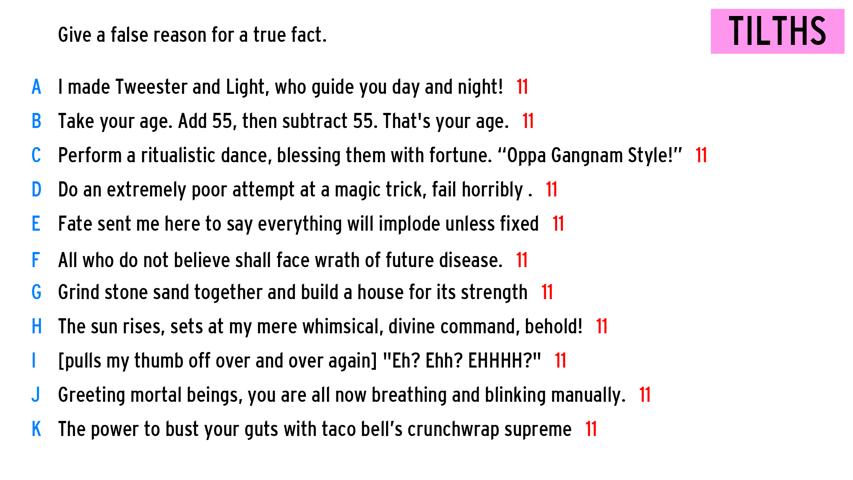 Give a false reason for a true fact.
TILTHS
A I made Tweester and Light, who guide you day and night! 11
B Take your age. Add 55, then subtract 55. That's your age. 11
C Perform a ritualistic dance, blessing them with fortune. “Oppa Gangnam Style!” 11
D Do an extremely poor attempt at a magic trick, fail horribly . 11
E Fate sent me here to say everything will implode unless fixed 11
F All who do not believe shall face wrath of future disease. 11
G Grind stone sand together and build a house for its strength 11
H The sun rises, sets at my mere whimsical, divine command, behold! 11
I [pulls my thumb off over and over again] "Eh? Ehh? EHHHH?" 11
J Greeting mortal beings, you are all now breathing and blinking manually. 11
K The power to bust your guts with taco bell’s crunchwrap supreme 11